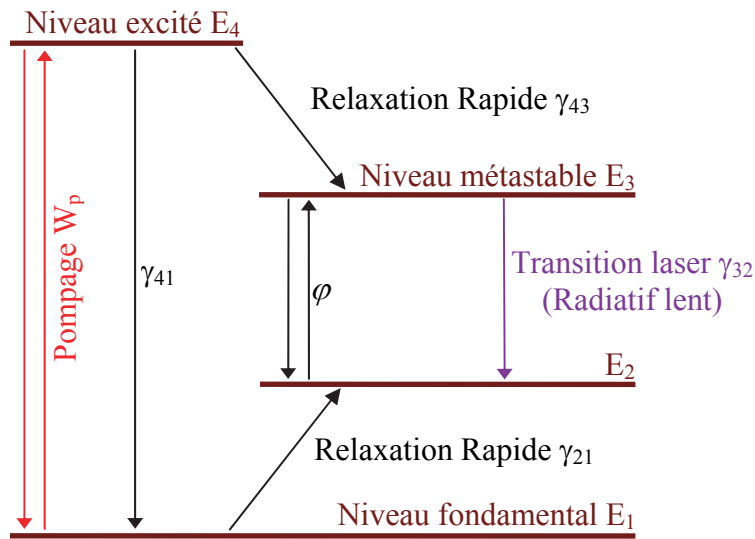 Niveau excité E4
Relaxation Rapide γ43
Niveau métastable E3
Pompage Wp
γ41
φ
Transition laser γ32
(Radiatif lent)
E2
Relaxation Rapide γ21
Niveau fondamental E1